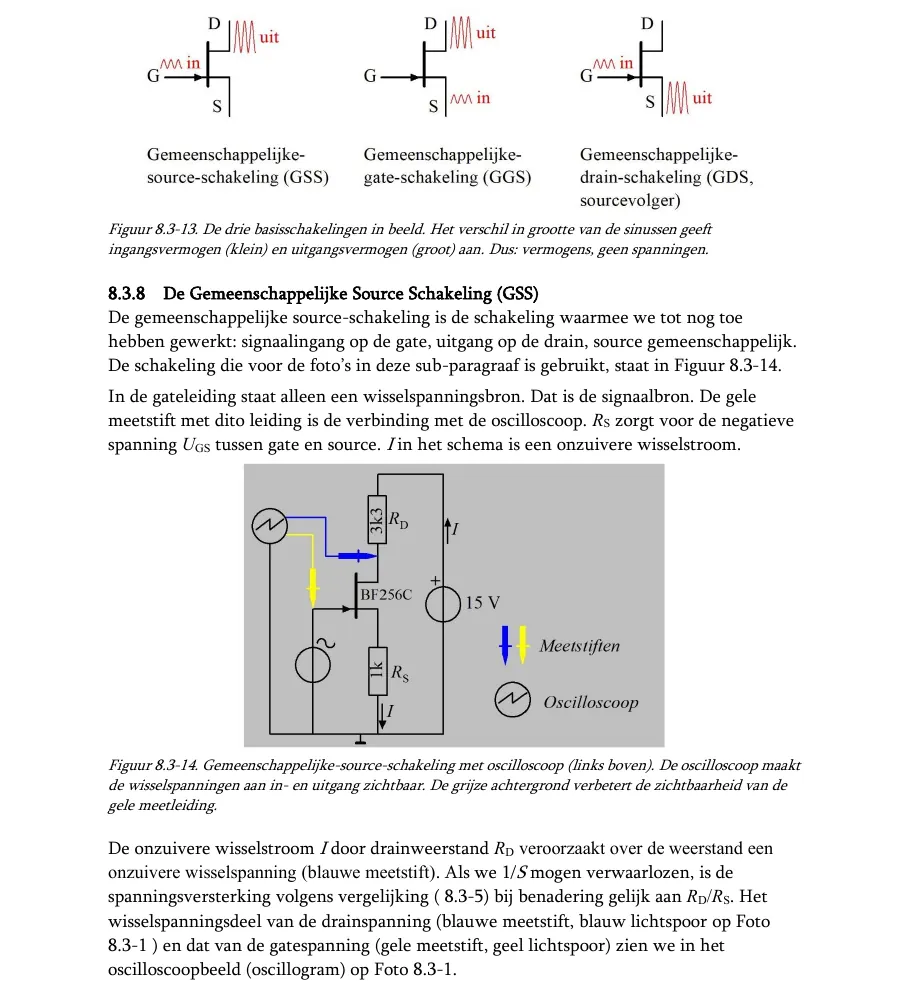 D D D
uit uit
in in
G G G
S S in S uit
Gemeenschappelijke-
source-schakeling (GSS)
Gemeenschappelijke-
gate-schakeling (GGS)
Gemeenschappelijke-
drain-schakeling (GDS,
sourcevolger)
Figuur 8.3-13. De drie basisschakelingen in beeld. Het verschil in grootte van de sinussen geeft
ingangsvermogen (klein) en uitgangsvermogen (groot) aan. Dus: vermogens, geen spanningen.
8.3.8 De Gemeenschappelijke Source Schakeling (GSS)
De gemeenschappelijke source-schakeling is de schakeling waarmee we tot nog toe
hebben gewerkt: signaalingang op de gate, uitgang op de drain, source gemeenschappelijk.
De schakeling die voor de foto's in deze sub-paragraaf is gebruikt, staat in Figuur 8.3-14.
In de gateleiding staat alleen een wisselspanningsbron. Dat is de signaalbron. De gele
meetstift met dito leiding is de verbinding met de oscilloscoop. RS zorgt voor de negatieve
spanning UGS tussen gate en source. I in het schema is een onzuivere wisselstroom.
3k3
RD
I
BF256C
+
15 V
1k
RS
I
Meetstiften
Oscilloscoop
Figuur 8.3-14. Gemeenschappelijke-source-schakeling met oscilloscoop (links boven). De oscilloscoop maakt
de wisselspanningen aan in- en uitgang zichtbaar. De grijze achtergrond verbetert de zichtbaarheid van de
gele meetleiding.
De onzuivere wisselstroom I door drainweerstand RD veroorzaakt over de weerstand een
onzuivere wisselspanning (blauwe meetstift). Als we 1/S mogen verwaarlozen, is de
spanningsversterking volgens vergelijking ( 8.3-5) bij benadering gelijk aan RD/RS. Het
wisselspanningsdeel van de drainspanning (blauwe meetstift, blauw lichtspoor op Foto
8.3-1 ) en dat van de gatespanning (gele meetstift, geel lichtspoor) zien we in het
oscilloscoopbeeld (oscillogram) op Foto 8.3-1.